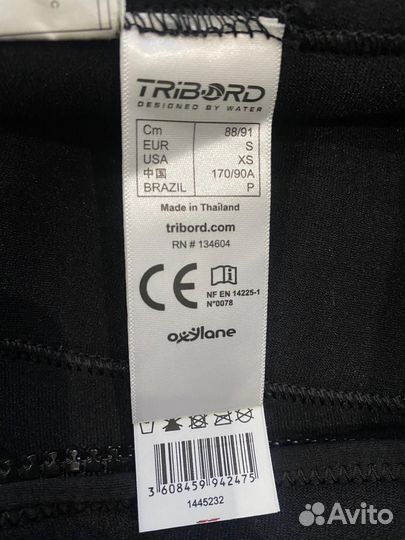 C
TRIBORD
DESIGNED BY WATER
Cm 88/91
EUR S
USA XS
中国 170/90A
BRAZIL P
Made in Thailand
tribord.com
RN # 134604
CE
i
NF EN 14225-1
N°0078
oxylane
3 608459 942475
1445232
Avito